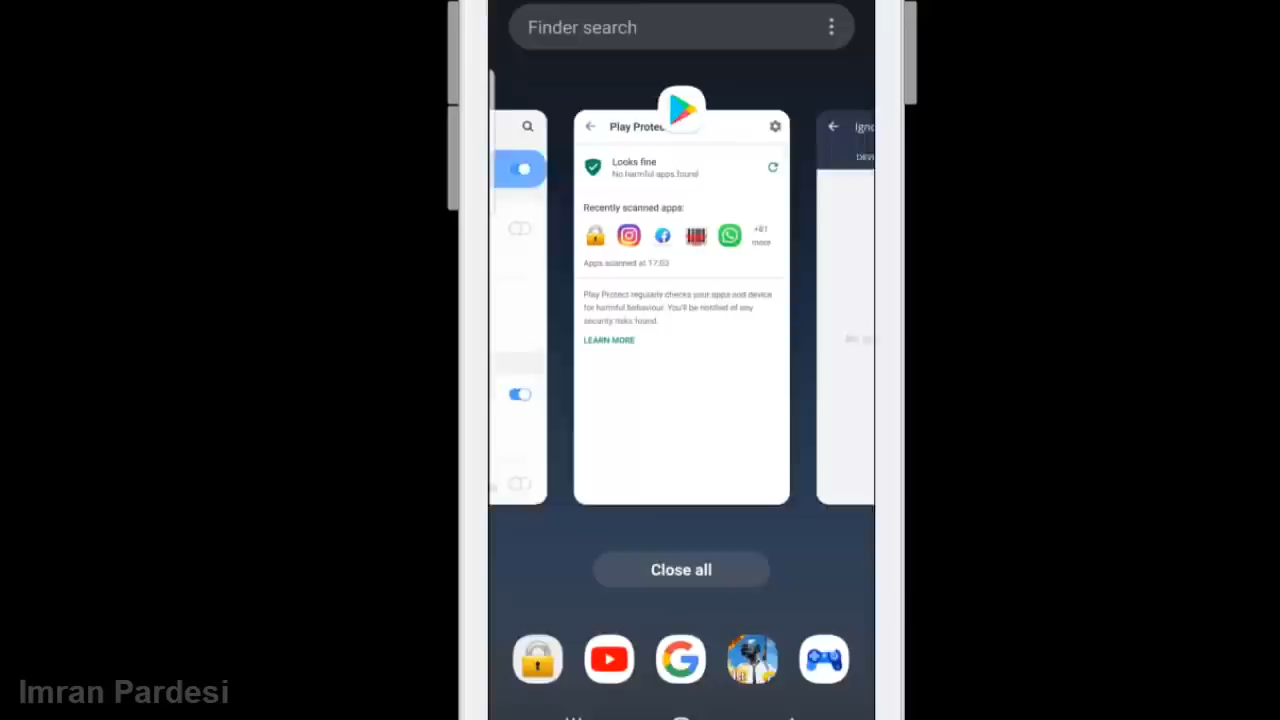 Finder search
Play Protec
Looks fine
No harmful apps found
Recently scanned apps:
+81
more
Apps scanned at 17:03
Play Protect regularly checks your apps and device
for harmful behaviour. You'll be notified of any
security risks found.
LEARN MORE
Igno
DEVI
Close all
Imran Pardesi